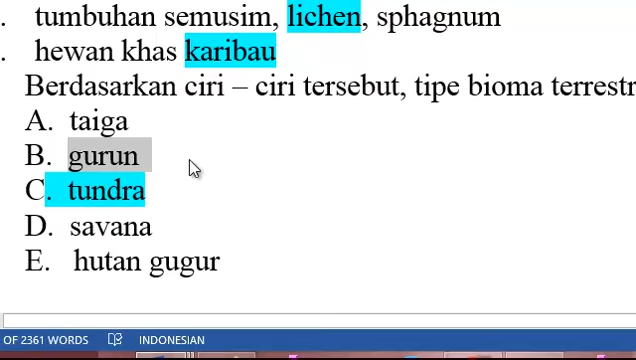 . tumbuhan semusim, lichen, sphagnum
. hewan khas karibau
Berdasarkan ciri – ciri tersebut, tipe bioma terrestr
A. taiga
B. gurun
C. tundra
D. savana
E. hutan gugur
OF 2361 WORDS INDONESIAN